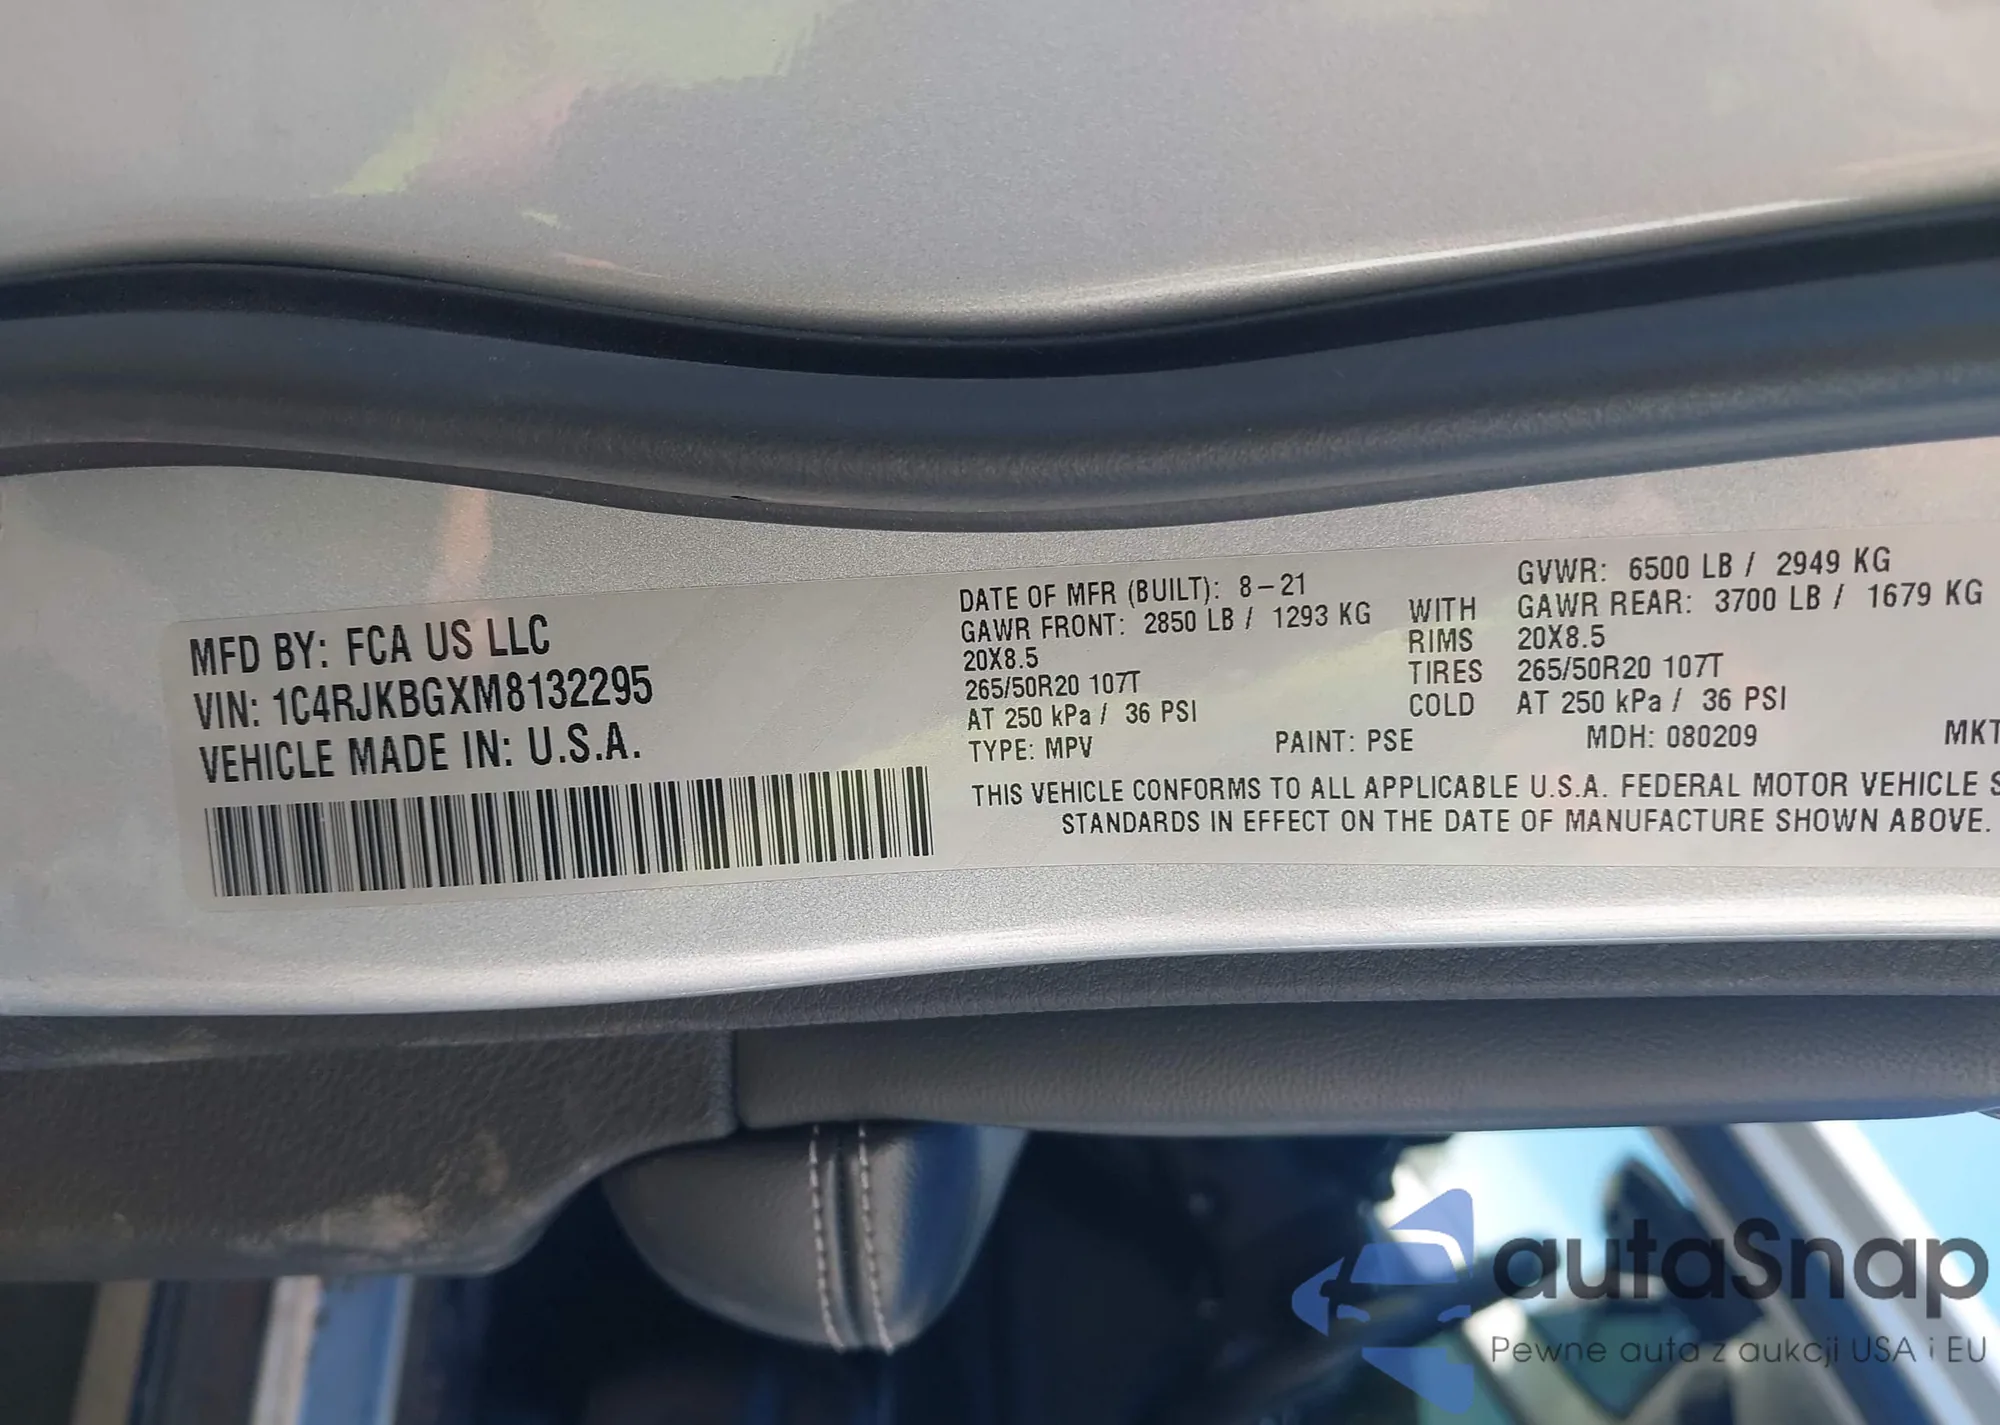 MFD BY: FCA US LLC
VIN: 1C4RJKBGXM8132295
VEHICLE MADE IN: U.S.A.
DATE OF MFR (BUILT): 8-21
GVWR: 6500 LB / 2949 KG
GAWR FRONT: 2850 LB / 1293 KG WITH GAWR REAR: 3700 LB / 1679 KG
20X8.5 RIMS 20X8.5
265/50R20 107T TIRES 265/50R20 107T
AT 250 kPa / 36 PSI COLD AT 250 kPa / 36 PSI
TYPE: MPV PAINT: PSE MDH: 080209 MKT
THIS VEHICLE CONFORMS TO ALL APPLICABLE U.S.A. FEDERAL MOTOR VEHICLE S
STANDARDS IN EFFECT ON THE DATE OF MANUFACTURE SHOWN ABOVE.
autaSnap
Pewne auta z aukcji USA i EU